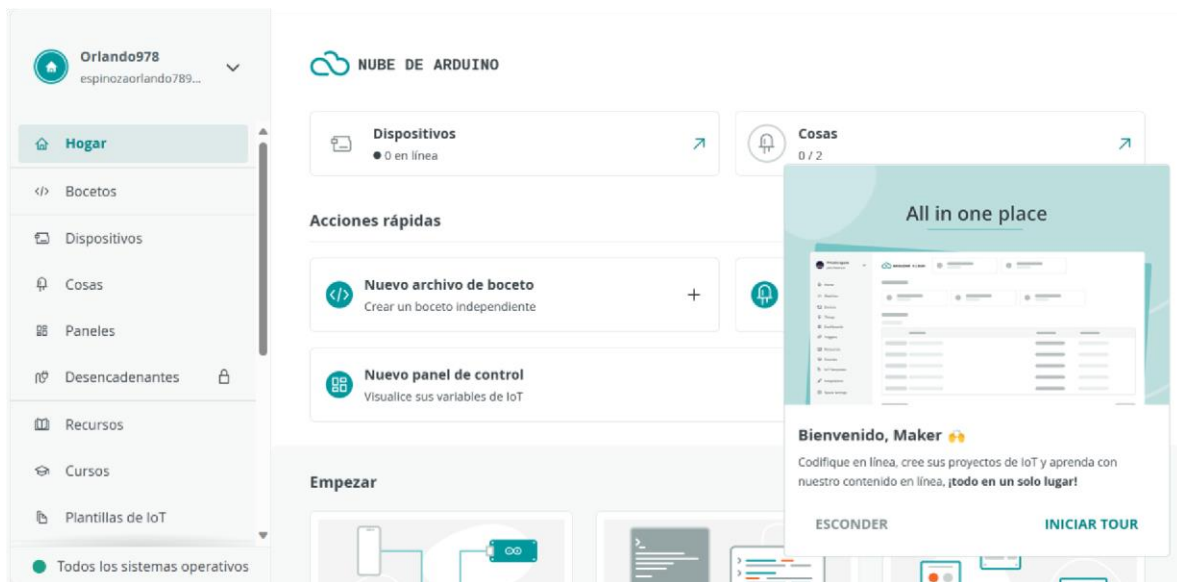 Orlando978
espinozaorlando789...
Hogar
</> Bocetos
Dispositivos
Cosas
Paneles
Desencadenantes
Recursos
Cursos
Plantillas de IoT
Todos los sistemas operativos
NUBE DE ARDUINO
Dispositivos
0 en línea
Cosas
0 / 2
Acciones rápidas
</>
Nuevo archivo de boceto
Crear un boceto independiente
+
Nuevo panel de control
Visualice sus variables de IoT
Empezar
All in one place
Bienvenido, Maker 🙌
Codifique en línea, cree sus proyectos de IoT y aprenda con
nuestro contenido en línea, ¡todo en un solo lugar!
ESCONDER INICIAR TOUR